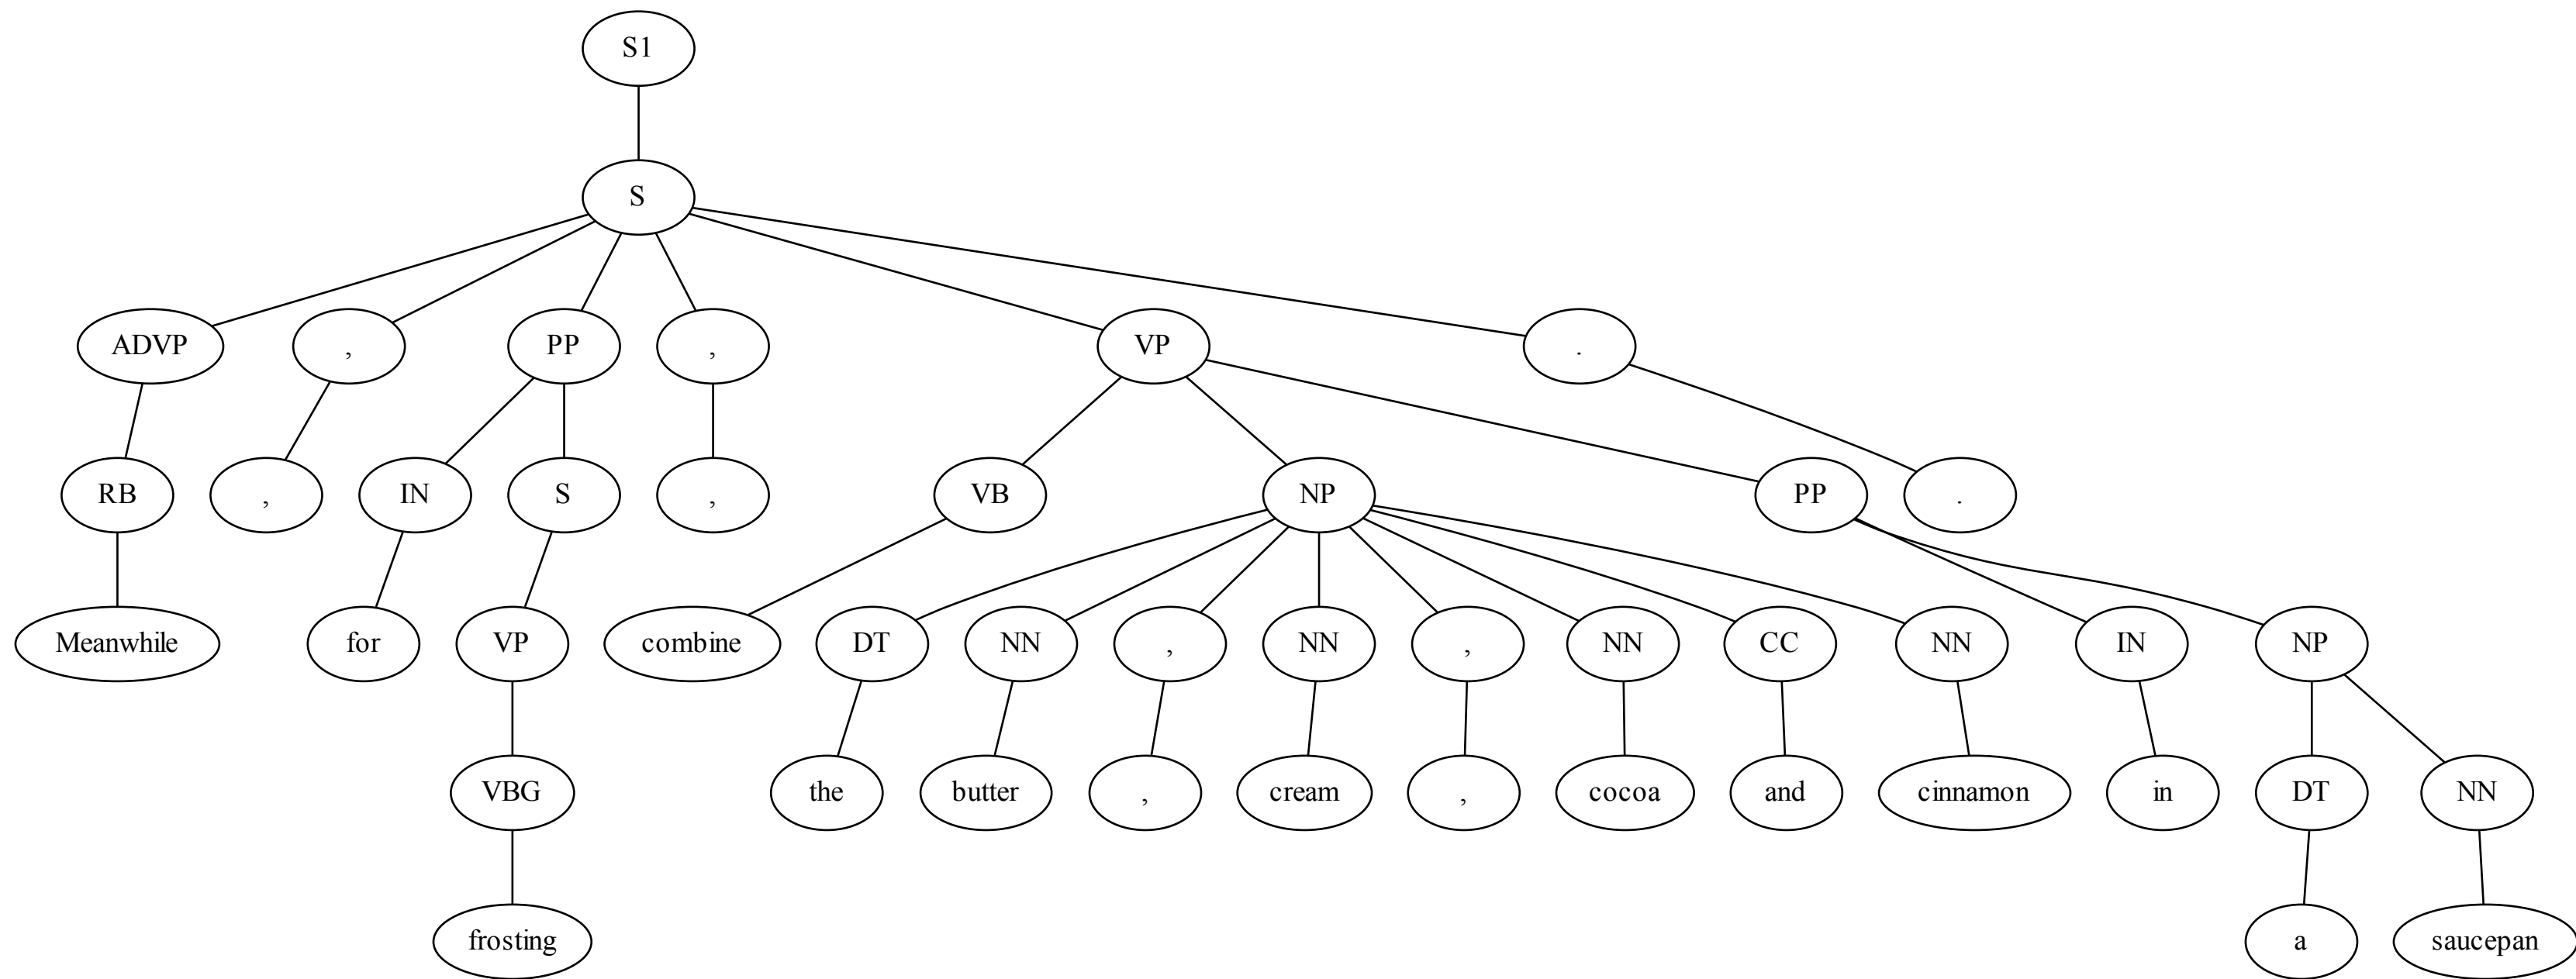 S1
S
ADVP , PP , VP .
RB , IN S , VB NP PP .
Meanwhile for VP combine DT NN , NN , NN CC NN IN NP
VBG the butter , cream , cocoa and cinnamon in DT NN
frosting a saucepan